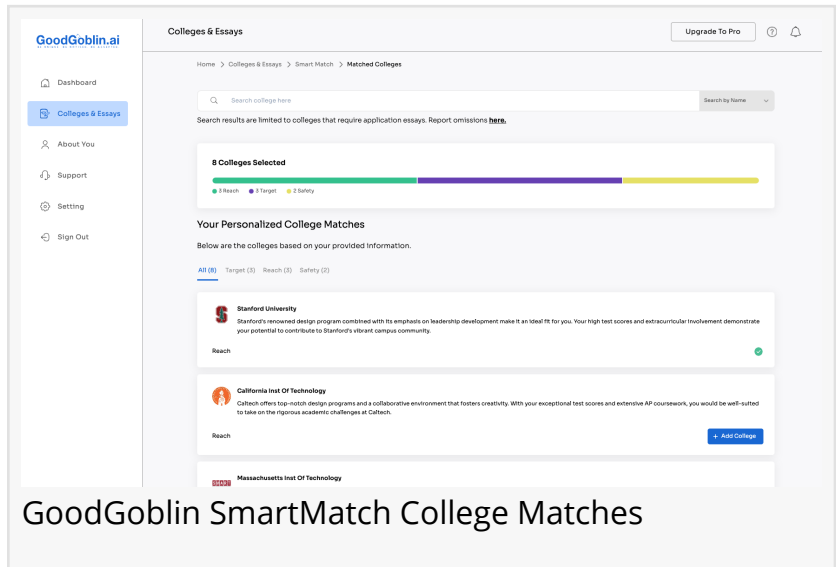 GoodGoblin.ai
Colleges & Essays
Upgrade To Pro
Dashboard
Colleges & Essays
About You
Support
Setting
Sign Out
Home > Colleges & Essays > Smart Match > Matched Colleges
Search college here
Search by Name
Search results are limited to colleges that require application essays. Report omissions here.
8 Colleges Selected
3 Reach 3 Target 2 Safety
Your Personalized College Matches
Below are the colleges based on your provided information.
All (8) Target (3) Reach (3) Safety (2)
Stanford University
Stanford's renowned design program combined with its emphasis on leadership development make it an ideal fit for you. Your high test scores and extracurricular involvement demonstrate
your potential to contribute to Stanford's vibrant campus community.
Reach
California Inst Of Technology
Caltech offers top-notch design programs and a collaborative environment that fosters creativity. With your exceptional test scores and extensive AP coursework, you would be well-suited
to take on the rigorous academic challenges at Caltech.
Reach
+ Add College
Massachusetts Inst Of Technology
GoodGoblin SmartMatch College Matches